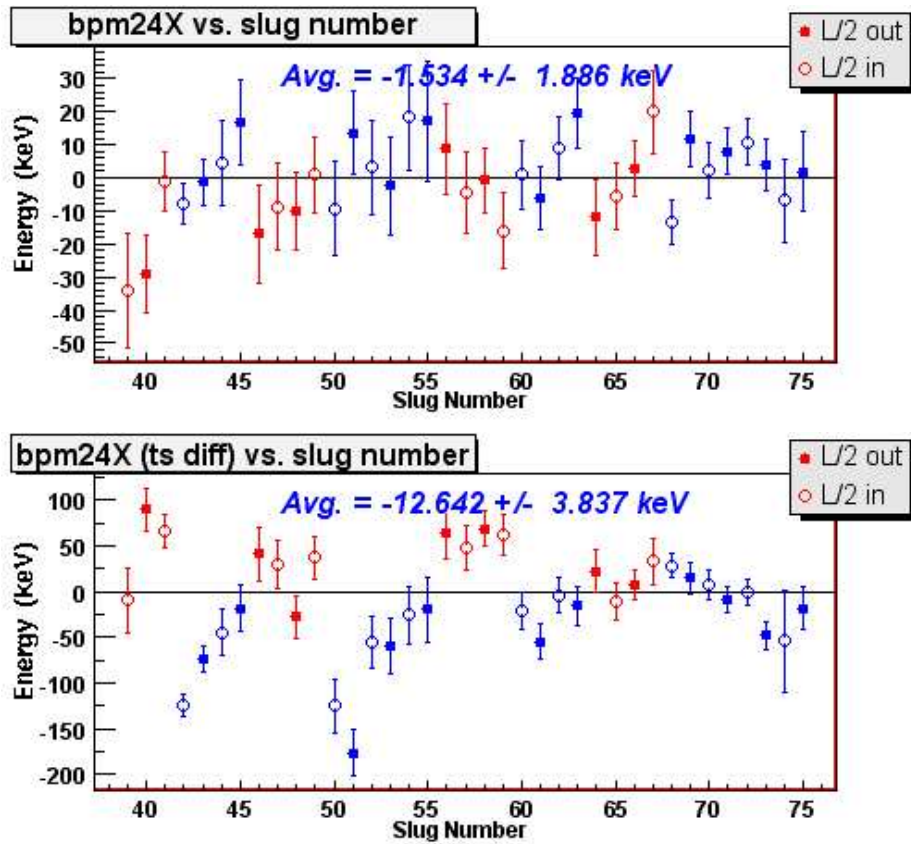 bpm24X vs. slug number
L/2 out
L/2 in
Avg. = -1.534 +/- 1.886 keV
Energy (keV)
30
20
10
0
-10
-20
-30
-40
-50
40 45 50 55 60 65 70 75
Slug Number
bpm24X (ts diff) vs. slug number
L/2 out
L/2 in
Avg. = -12.642 +/- 3.837 keV
Energy (keV)
100
50
0
-50
-100
-150
-200
40 45 50 55 60 65 70 75
Slug Number